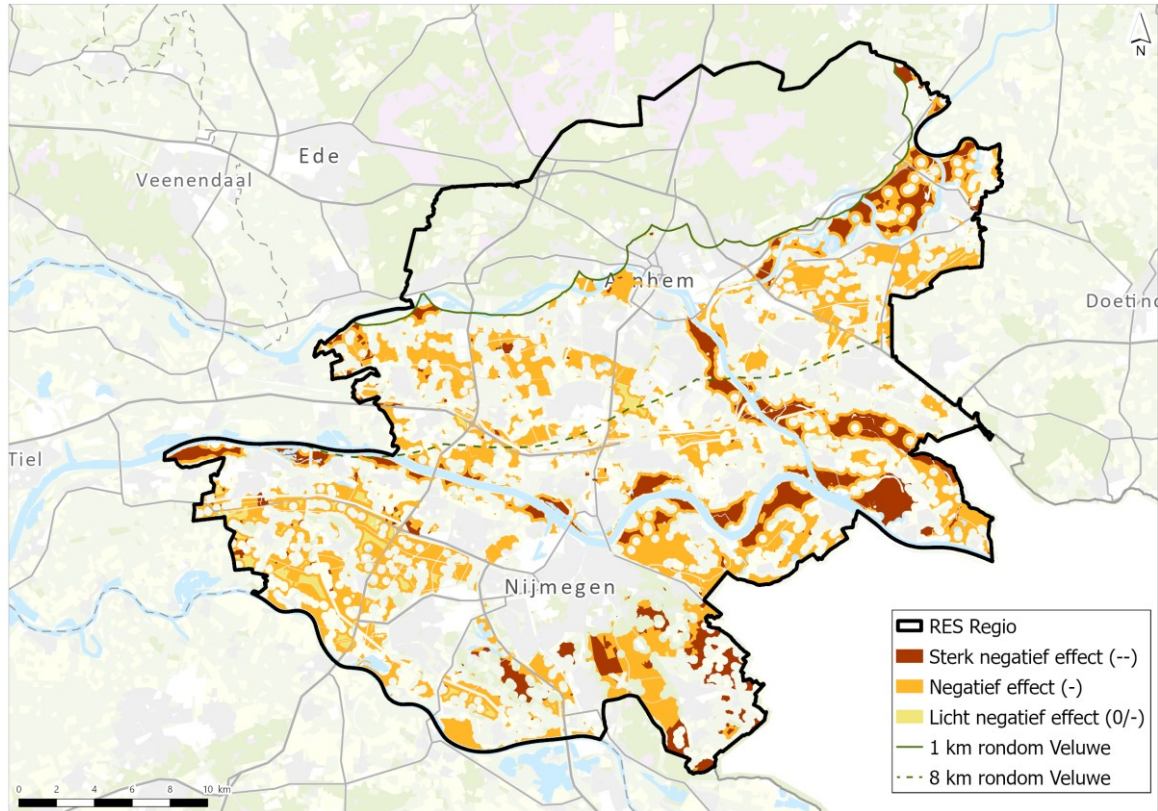 N
Ede
Veenendaal
Arnhem
Doetinc
Tiel
Nijmegen
RES Regio
Sterk negatief effect (--)
Negatief effect (-)
Licht negatief effect (0/-)
1 km rondom Veluwe
8 km rondom Veluwe
0 2 4 6 8 10 km